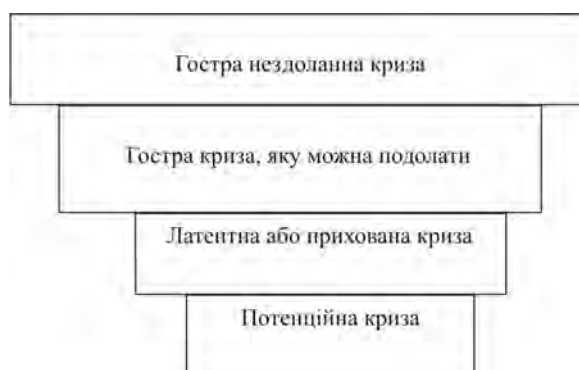 Гостра нездоланна криза
Гостра криза, яку можна подолати
Латентна або прихована криза
Потенційна криза